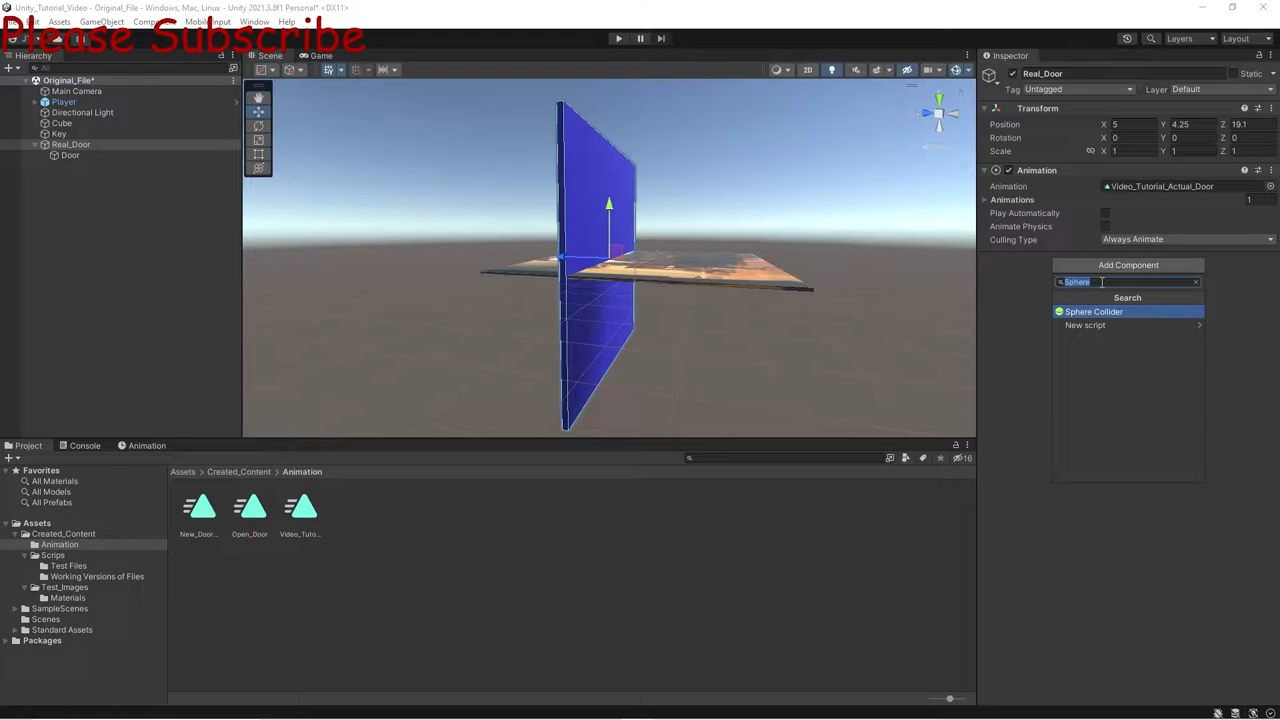 Unity_Tutorial_Video - Original_File - Windows, Mac, Linux - Unity 2021.3.8f1 Personal* <DX11>
Edit Assets GameObject Component MobileInput Window Help
Please Subscribe
Layers Layout
Hierarchy
Scene Game
Inspector
All
2D
Original_File*
Main Camera
Player
Directional Light
Cube
Key
Real_Door
Door
Real_Door Static
Tag Untagged Layer Default
Transform
Position X 5 Y 4.25 Z 19.1
Rotation X 0 Y 0 Z 0
Scale X 1 Y 1 Z 1
Animation
Animation Video_Tutorial_Actual_Door
Animations 1
Play Automatically
Animate Physics
Culling Type Always Animate
Add Component
Sphere
Search
Sphere Collider
New script
Project Console Animation
16
Favorites
All Materials
All Models
All Prefabs
Assets
Created_Content
Animation
Scrips
Test Files
Working Versions of Files
Test_Images
Materials
SampleScenes
Scenes
Standard Assets
Packages
Assets Created_Content Animation
New_Door... Open_Door Video_Tuto...